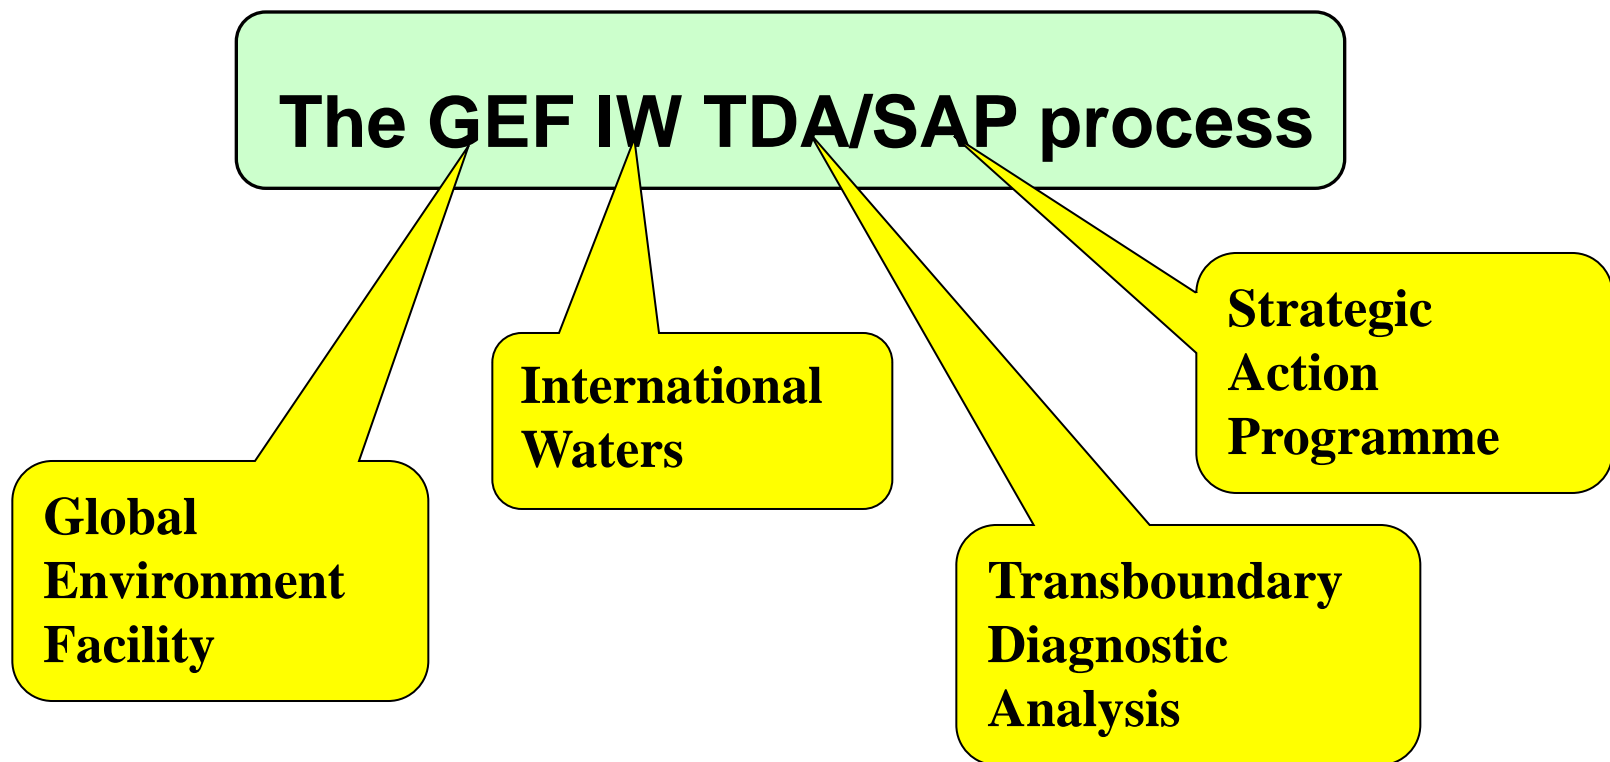 The GEF IW TDA/SAP process
Global
Environment
Facility
International
Waters
Transboundary
Diagnostic
Analysis
Strategic
Action
Programme